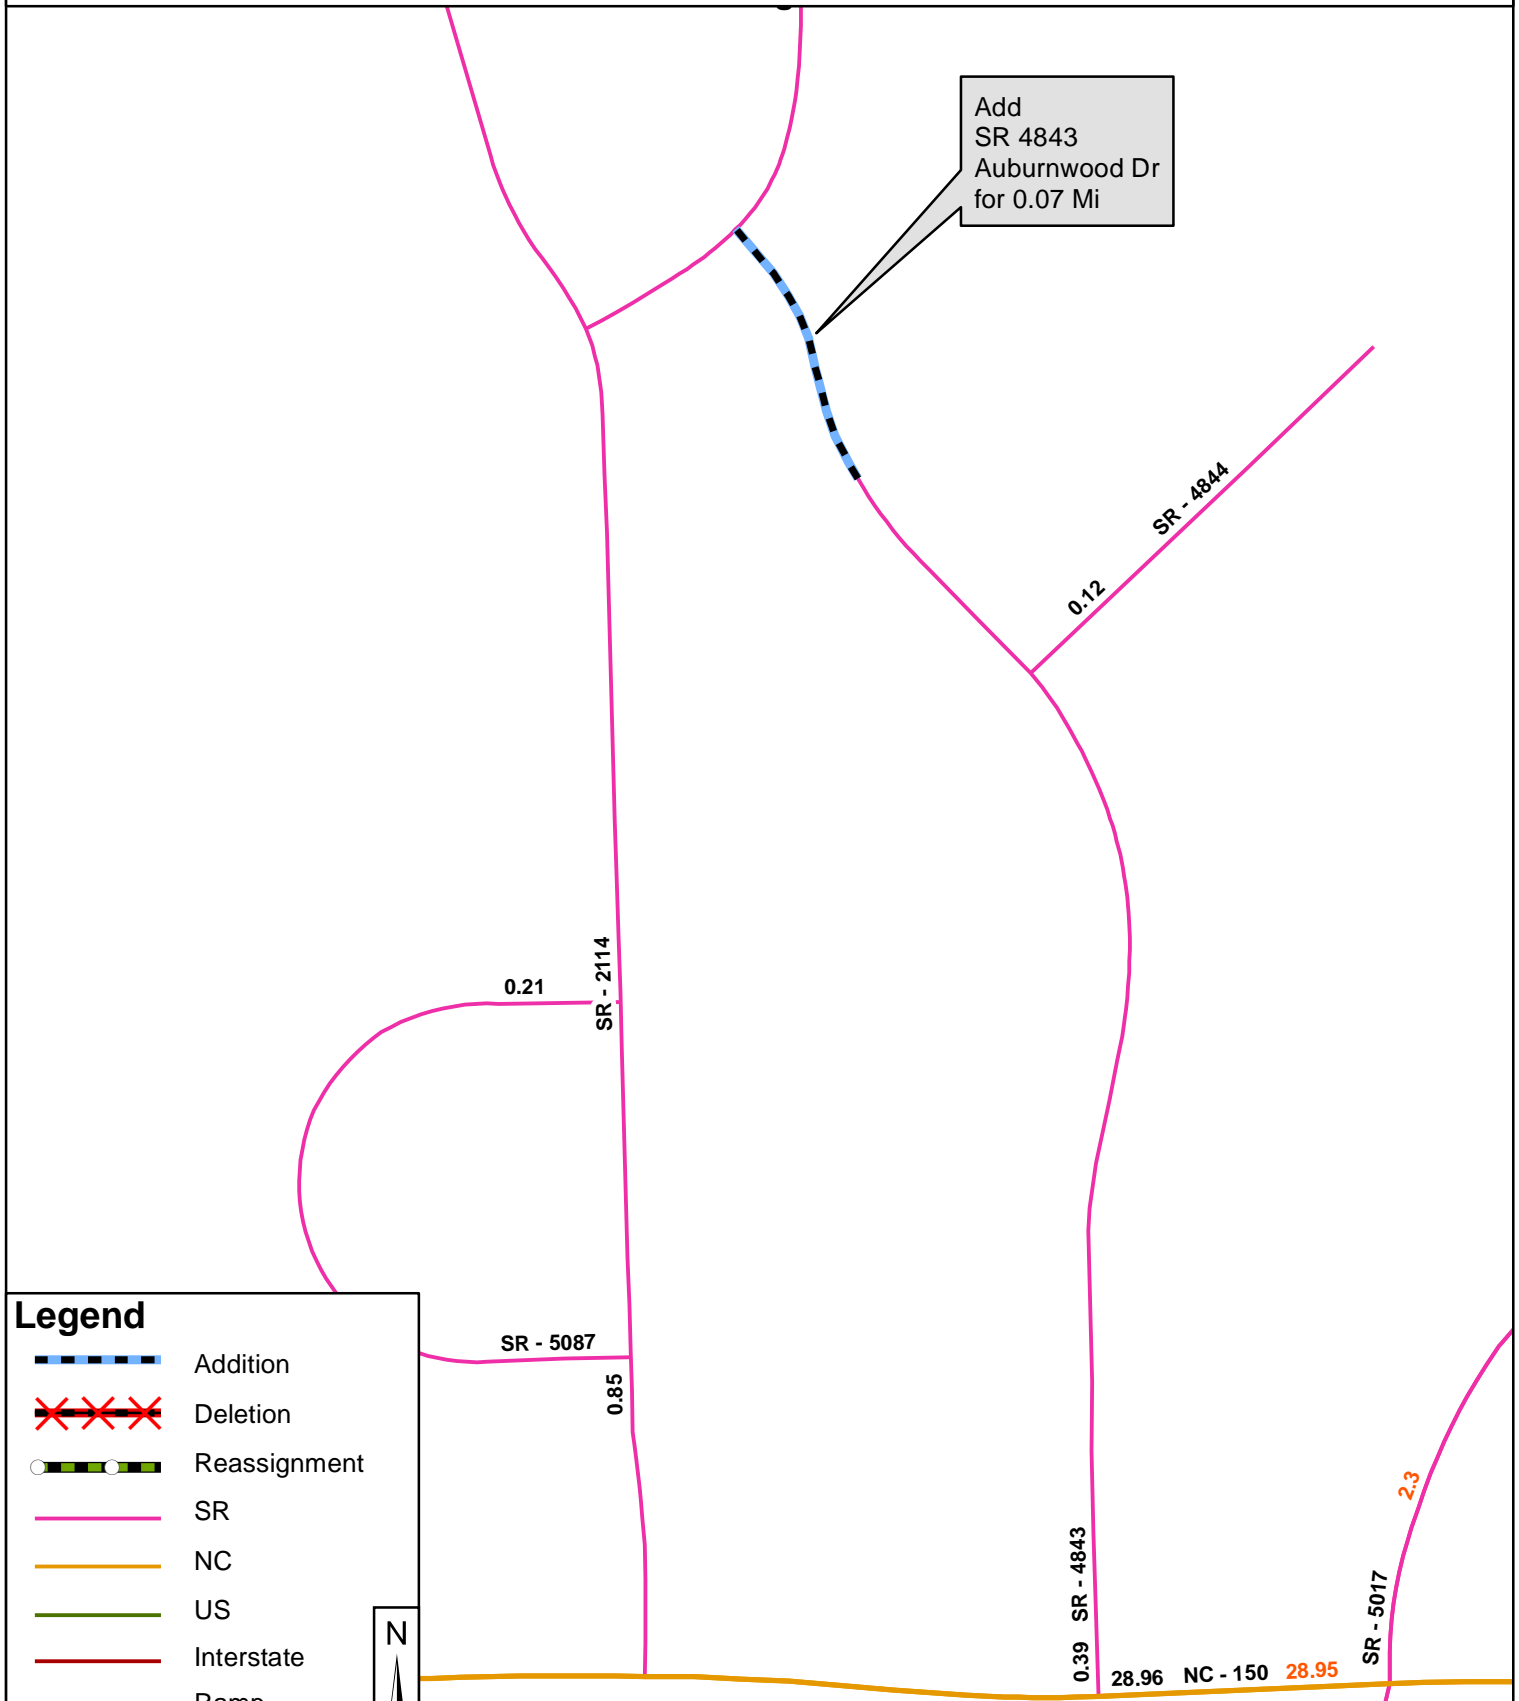 Add
SR 4843
Auburnwood Dr
for 0.07 Mi
SR - 4844
0.12
SR - 2114
0.21
SR - 5087
0.85
2.3
SR - 5017
SR - 4843
0.39
28.96 NC - 150 28.95
Legend
Addition
Deletion
Reassignment
SR
NC
US
Interstate
Ramp
N